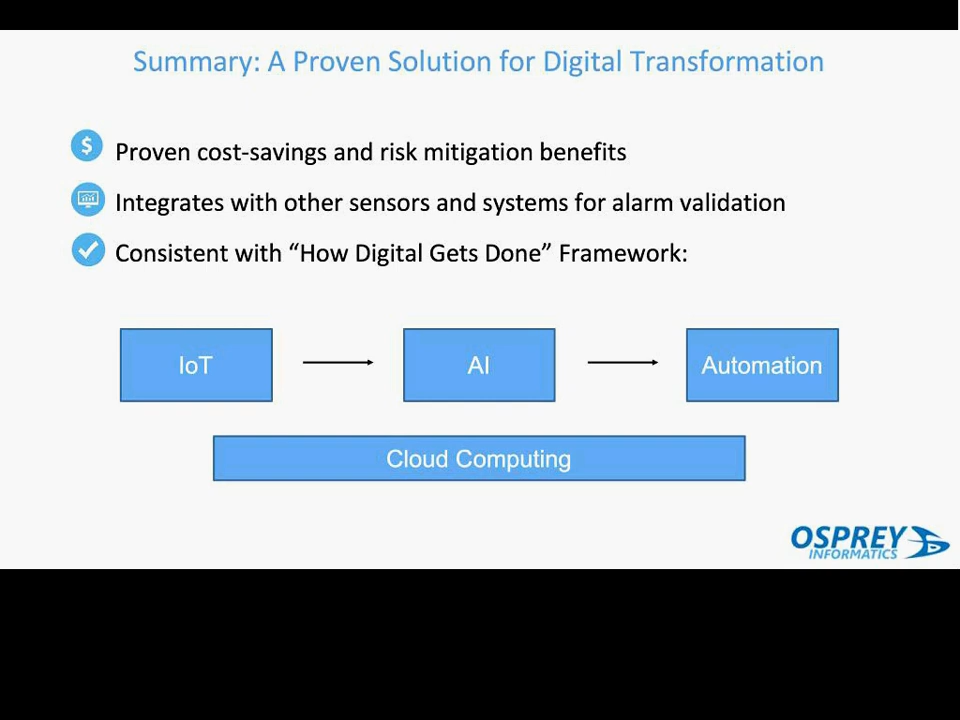 Summary: A Proven Solution for Digital Transformation
$
Proven cost-savings and risk mitigation benefits
Integrates with other sensors and systems for alarm validation
Consistent with “How Digital Gets Done” Framework:
IoT
AI
Automation
Cloud Computing
OSPREY
INFORMATICS